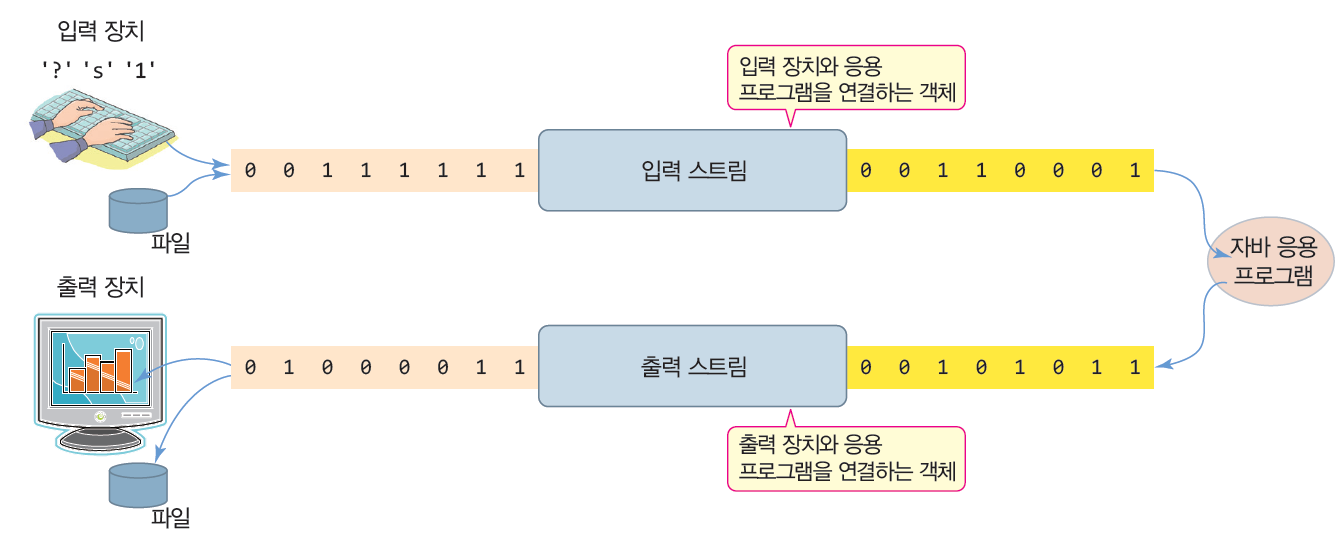 입력 장치
'?' 's' '1'
입력 장치와 응용
프로그램을 연결하는 객체
0 0 1 1 1 1 1 1
입력 스트림
0 0 1 1 0 0 0 1
파일
자바 응용
프로그램
출력 장치
0 1 0 0 0 0 1 1
출력 스트림
0 0 1 0 1 0 1 1
출력 장치와 응용
프로그램을 연결하는 객체
파일